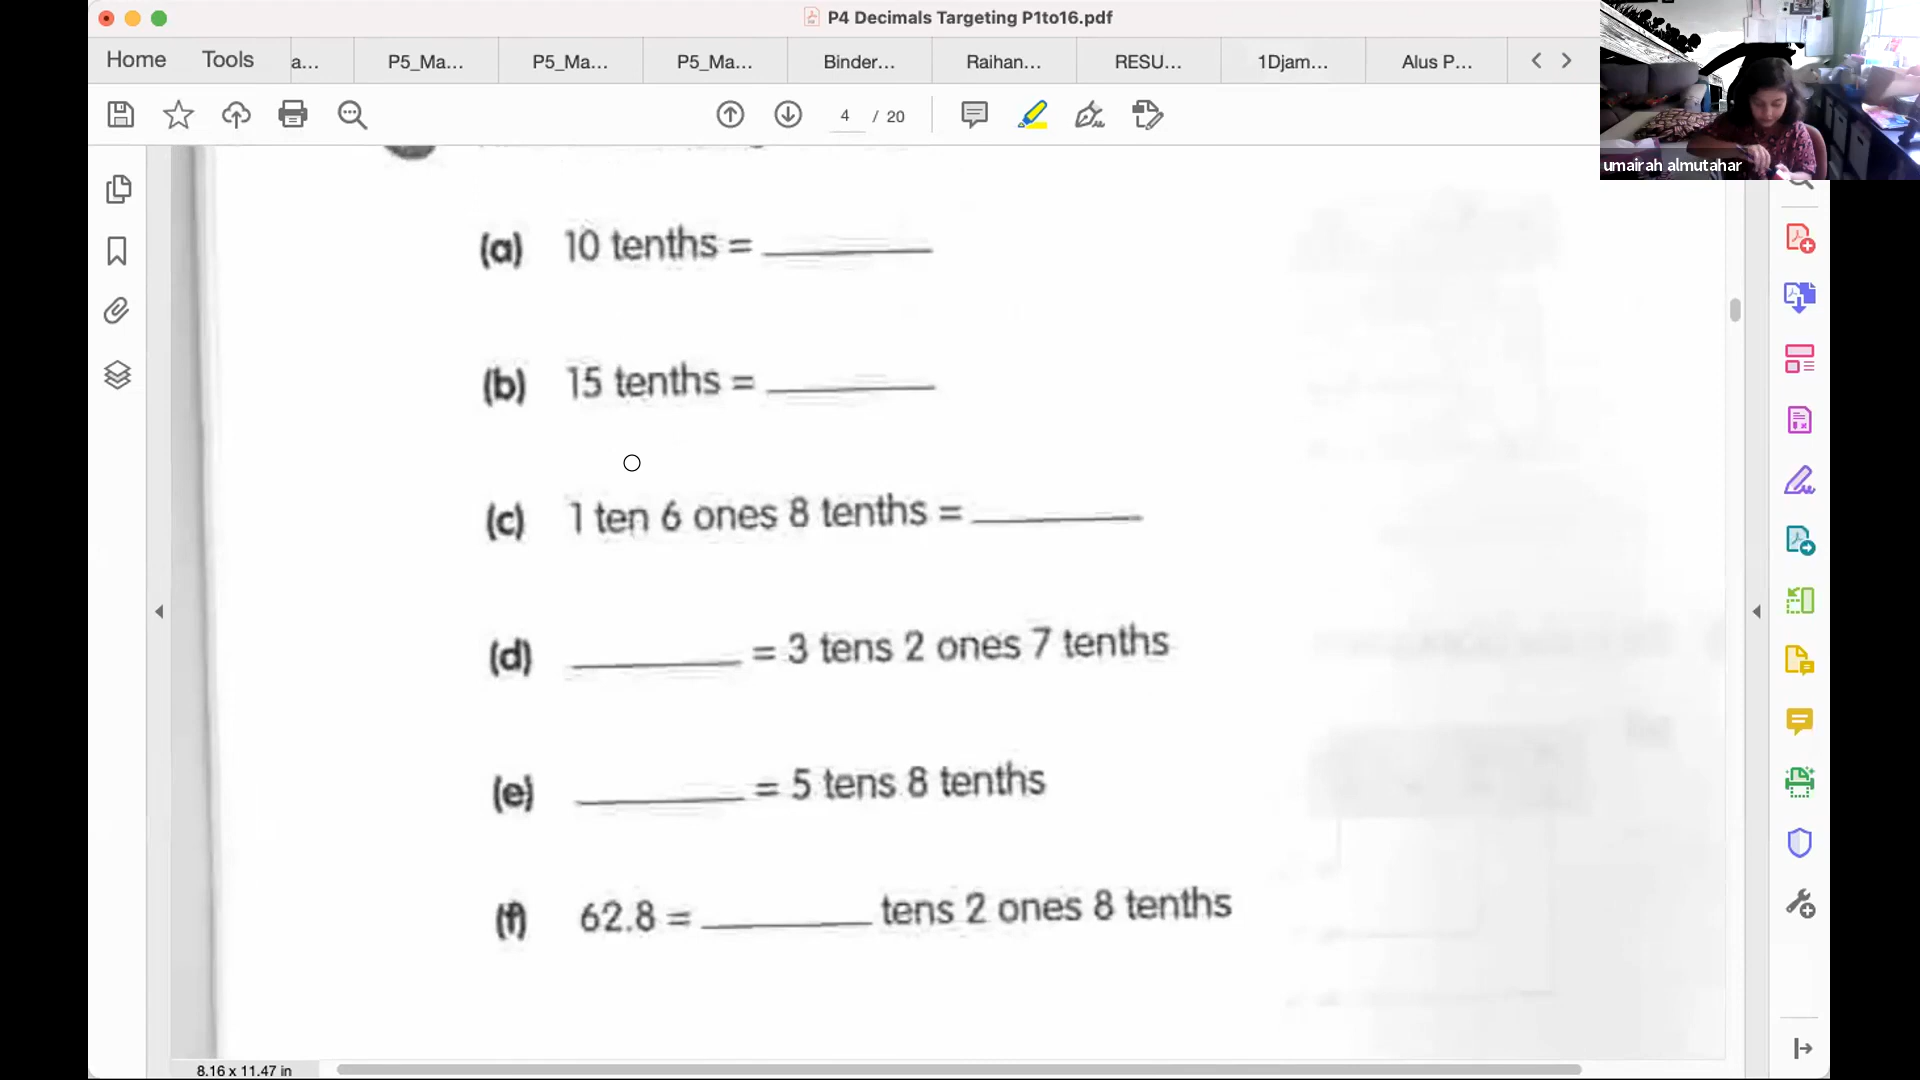 P4 Decimals Targeting P1to16.pdf
Home Tools a... P5_Ma... P5_Ma... P5_Ma... Binder... Raihan... RESU... 1Djam... Alus P...
4 / 20
umairah almutahar
(a) 10 tenths = ________
(b) 15 tenths = ________
(c) 1 ten 6 ones 8 tenths = ________
(d) ________ = 3 tens 2 ones 7 tenths
(e) ________ = 5 tens 8 tenths
(f) 62.8 = ________ tens 2 ones 8 tenths
8.16 x 11.47 in